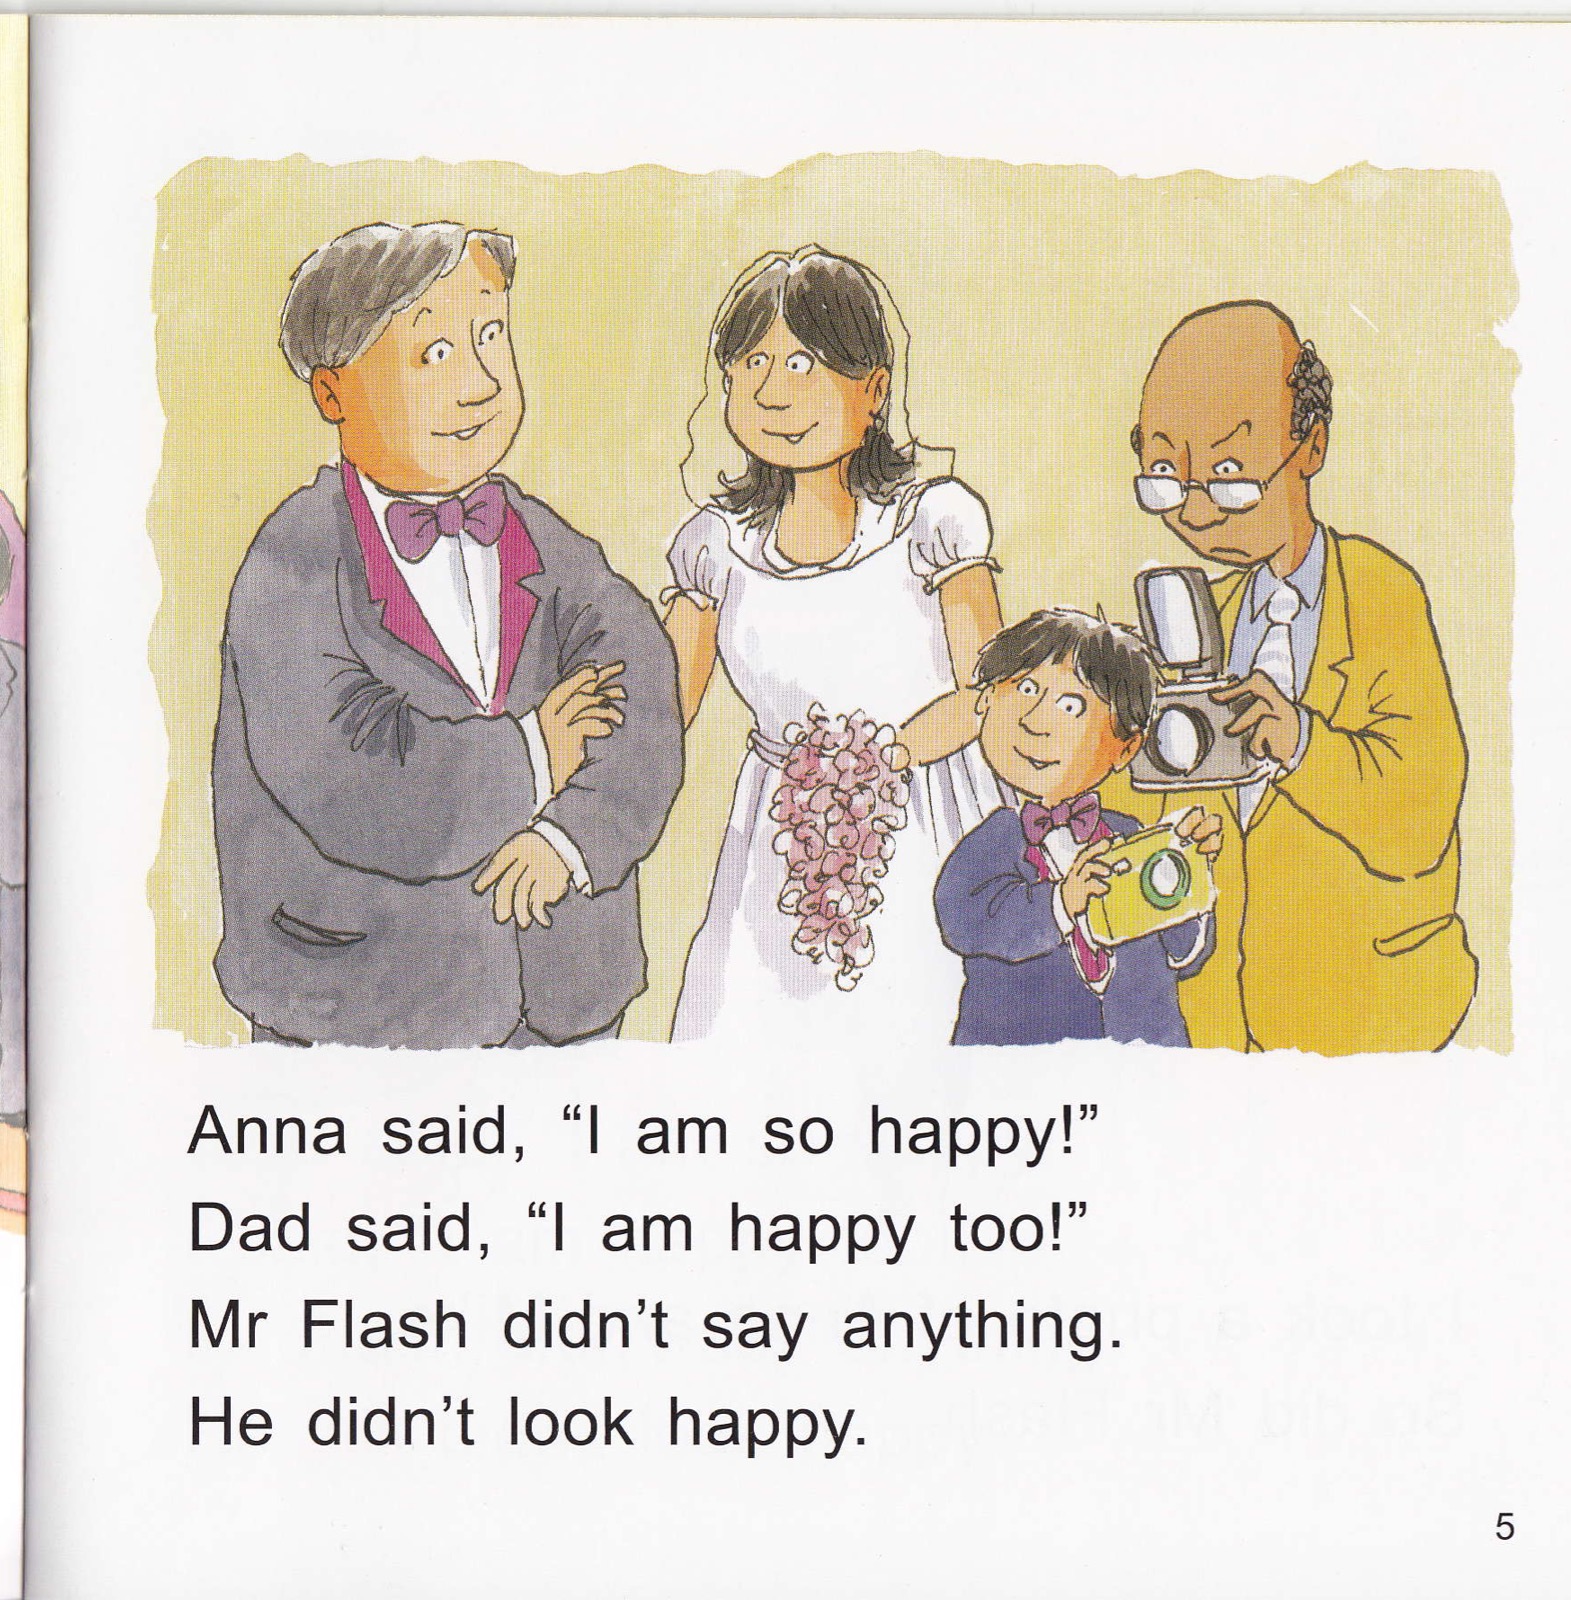 Anna said, “I am so happy!”
Dad said, “I am happy too!”
Mr Flash didn’t say anything.
He didn’t look happy.
5